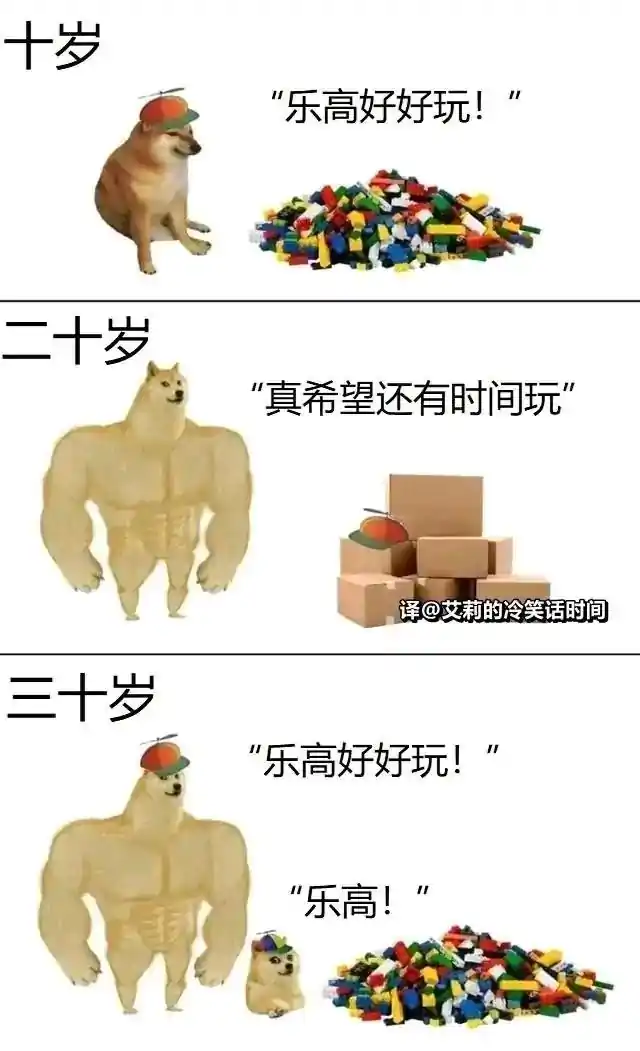 十岁
“乐高好好玩！”
二十岁
“真希望还有时间玩”
译@艾莉的冷笑话时间
三十岁
“乐高好好玩！”
“乐高！”